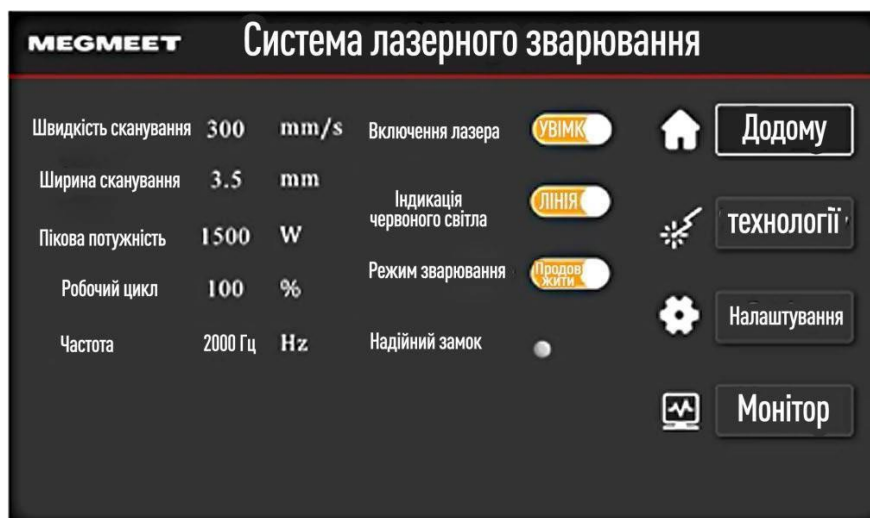 MEGMEET Система лазерного зварювання
Швидкість сканування 300 mm/s
Ширина сканування 3.5 mm
Пікова потужність 1500 W
Робочий цикл 100 %
Частота 2000 Гц Hz
Включення лазера УВІМК
Індикація
червоного світла ЛІНІЯ
Режим зварювання Продов
жити
Надійний замок
Додому
технології
Налаштування
Монітор